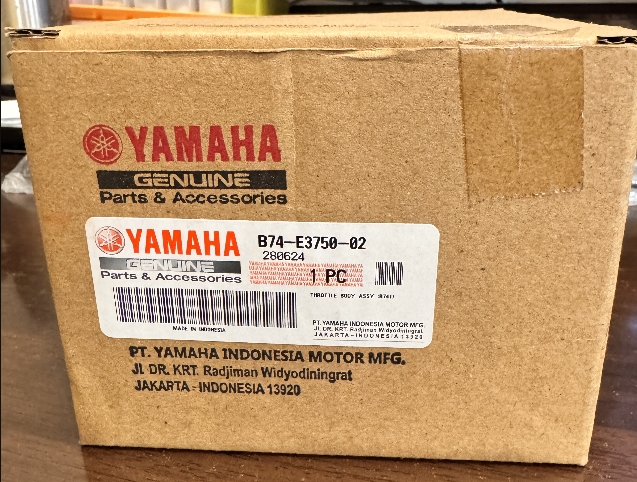 YAMAHA
GENUINE
Parts & Accessories
YAMAHA
GENUINE
Parts & Accessories
B74-E3750-02
280624
1 PC
THROTTLE BODY ASSY
MADE IN INDONESIA
PT. YAMAHA INDONESIA MOTOR MFG
Jl. DR. KRT. Radjiman Widyodiningrat
JAKARTA - INDONESIA 13920
PT. YAMAHA INDONESIA MOTOR MFG.
Jl DR. KRT. Radjiman Widyodiningrat
JAKARTA - INDONESIA 13920